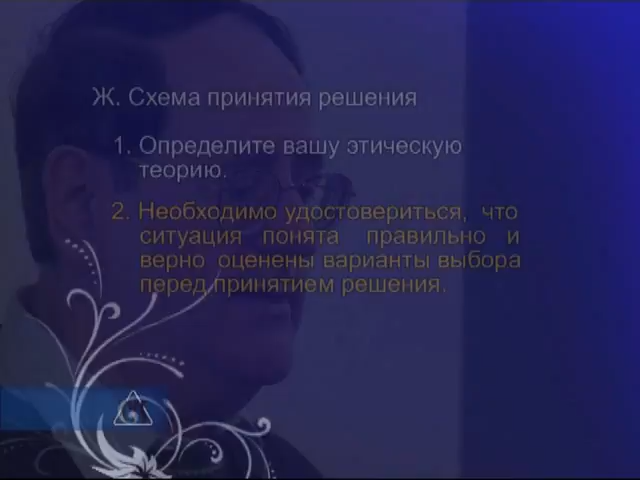 Ж. Схема принятия решения
1. Определите вашу этическую
теорию.
2. Необходимо удостовериться, что
ситуация понята правильно и
верно оценены варианты выбора
перед принятием решения.